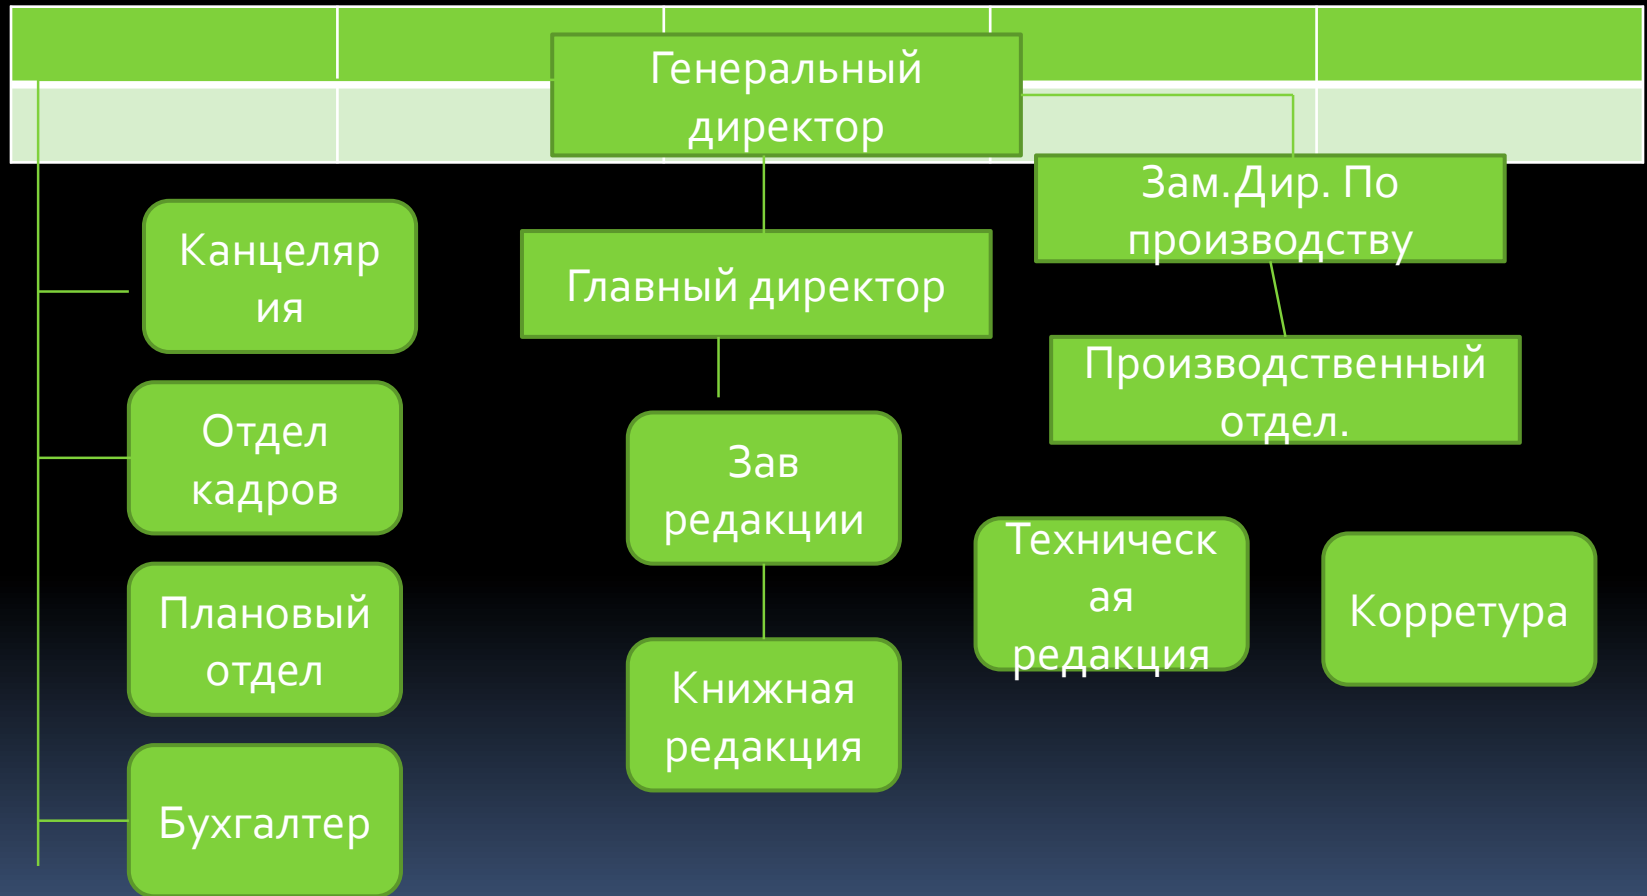 Генеральный
директор
Зам.Дир. По
производству
Канцеляр
ия
Главный директор
Производственный
отдел.
Отдел
кадров
Зав
редакции
Техническ
ая
редакция
Корретура
Плановый
отдел
Книжная
редакция
Бухгалтер